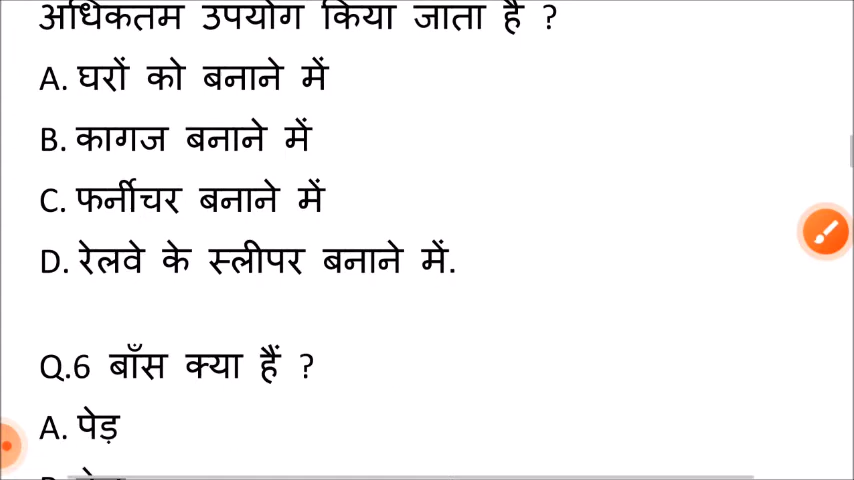 अधिकतम उपयोग किया जाता है ?
A. घरों को बनाने में
B. कागज बनाने में
C. फर्नीचर बनाने में
D. रेलवे के स्लीपर बनाने में.
Q.6 बाँस क्या हैं ?
A. पेड़